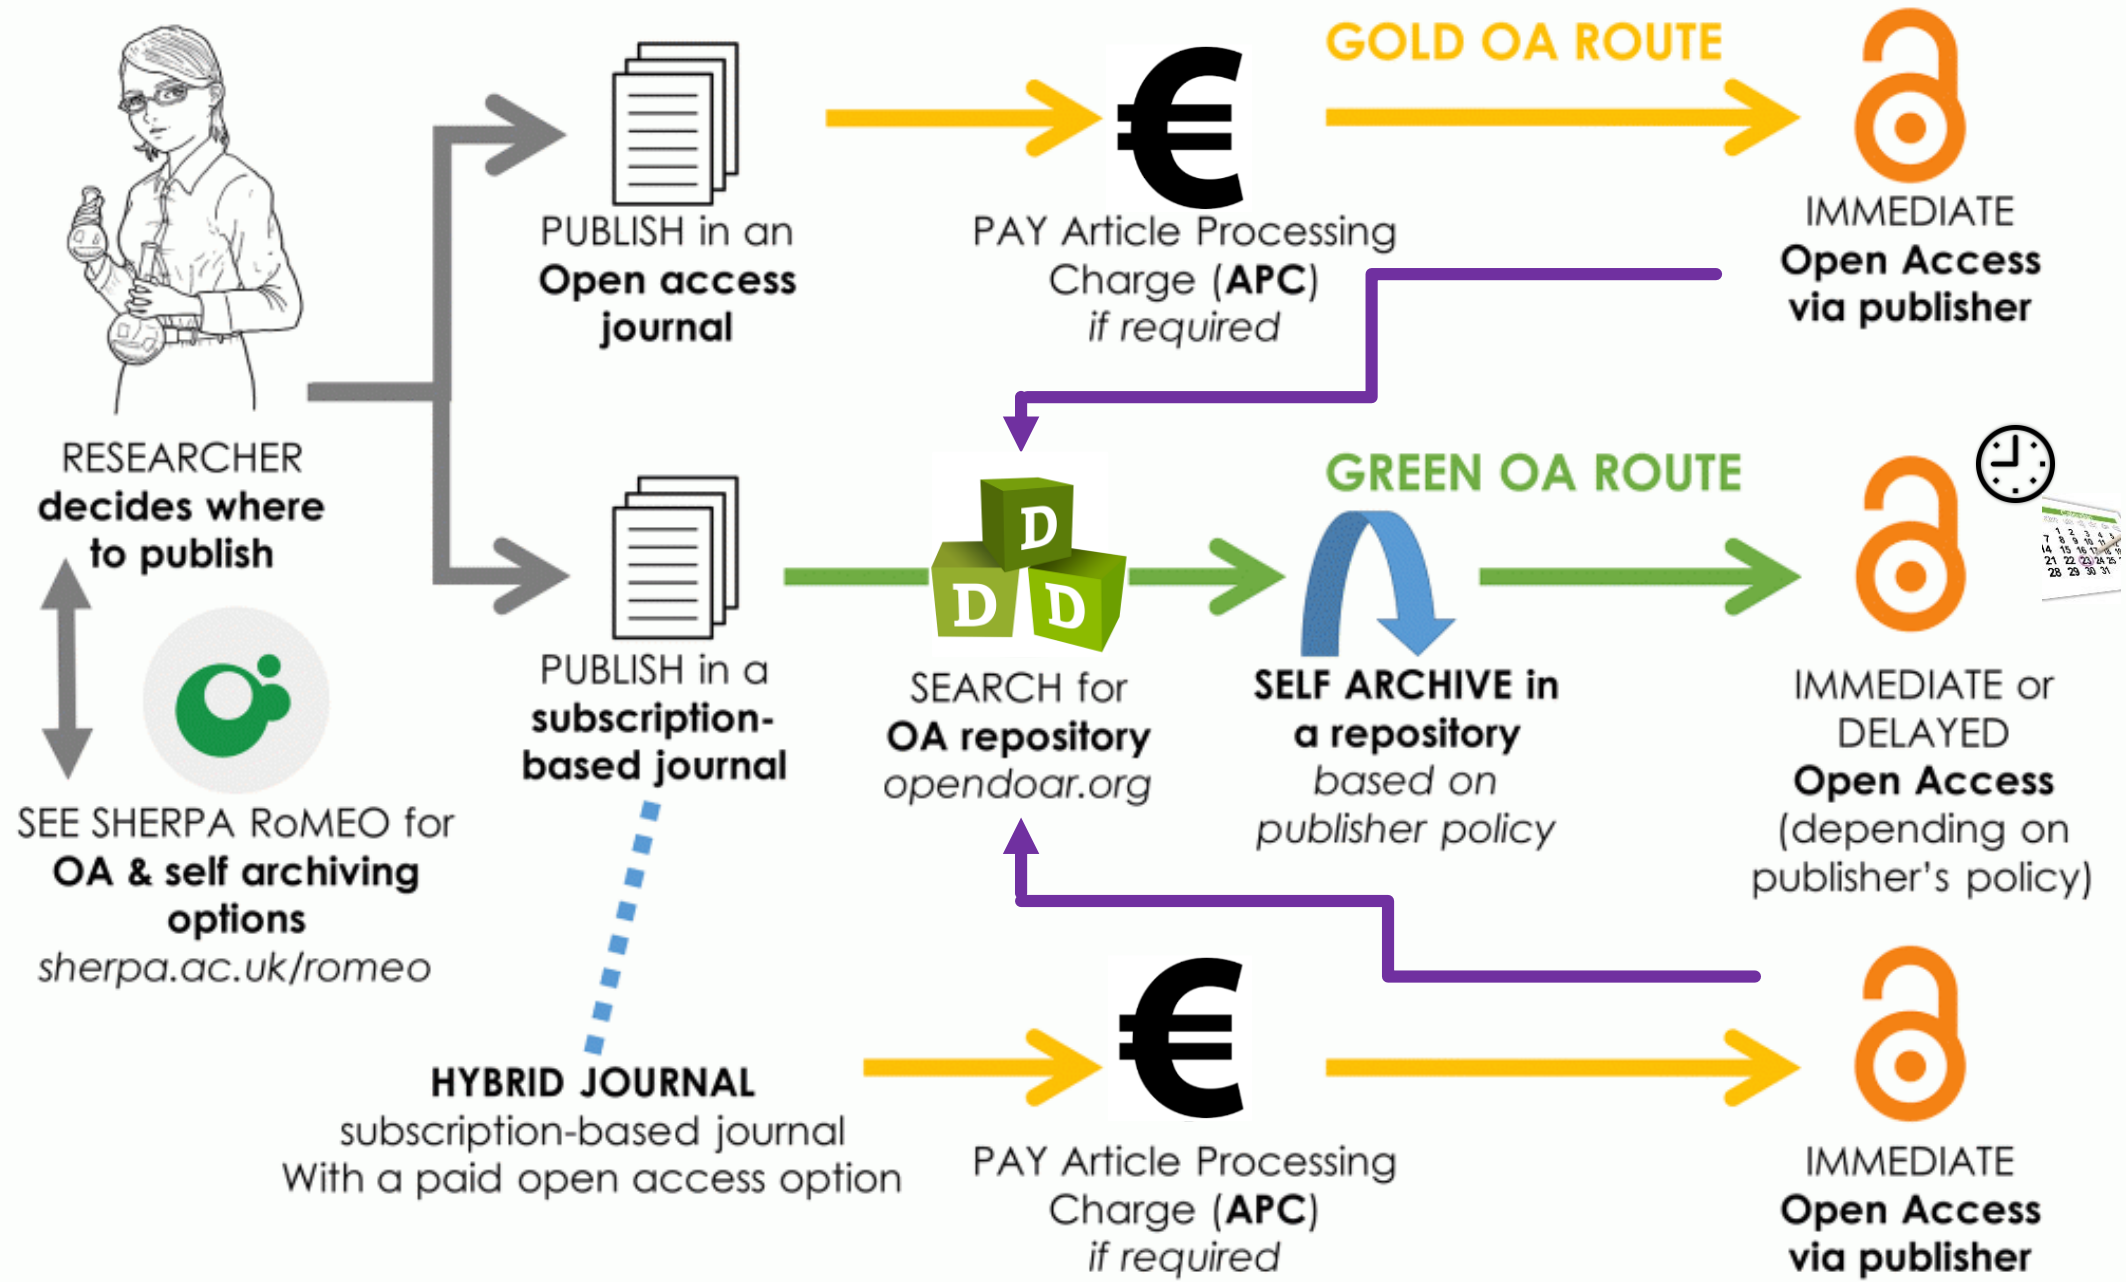 GOLD OA ROUTE
PUBLISH in an
Open access
journal
PAY Article Processing
Charge (APC)
if required
IMMEDIATE
Open Access
via publisher
RESEARCHER
decides where
to publish
SEE SHERPA RoMEO for
OA & self archiving
options
sherpa.ac.uk/romeo
GREEN OA ROUTE
PUBLISH in a
subscription-
based journal
D
D D
SEARCH for
OA repository
opendoar.org
SELF ARCHIVE in
a repository
based on
publisher policy
IMMEDIATE or
DELAYED
Open Access
(depending on
publisher's policy)
HYBRID JOURNAL
subscription-based journal
With a paid open access option
PAY Article Processing
Charge (APC)
if required
IMMEDIATE
Open Access
via publisher